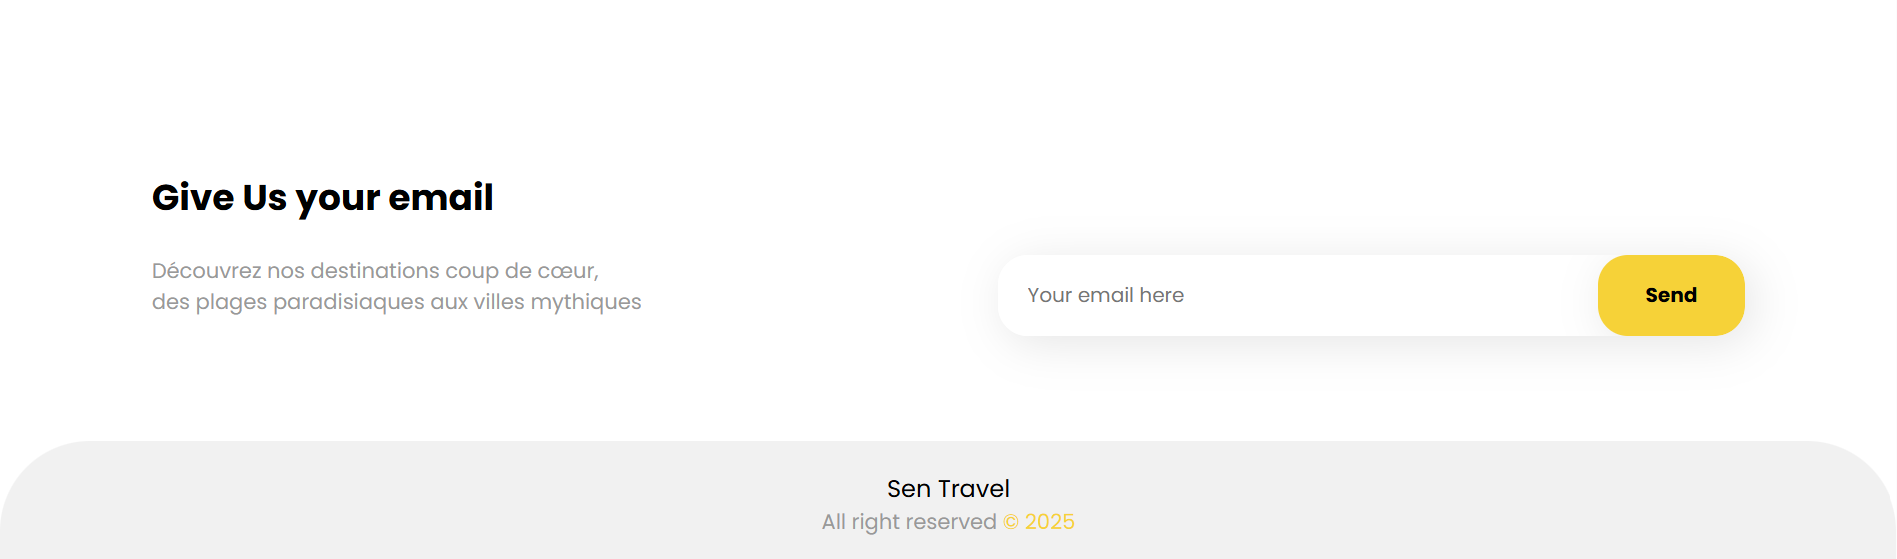 Give Us your email
Découvrez nos destinations coup de cœur,
des plages paradisiaques aux villes mythiques
Your email here
Send
Sen Travel
All right reserved © 2025